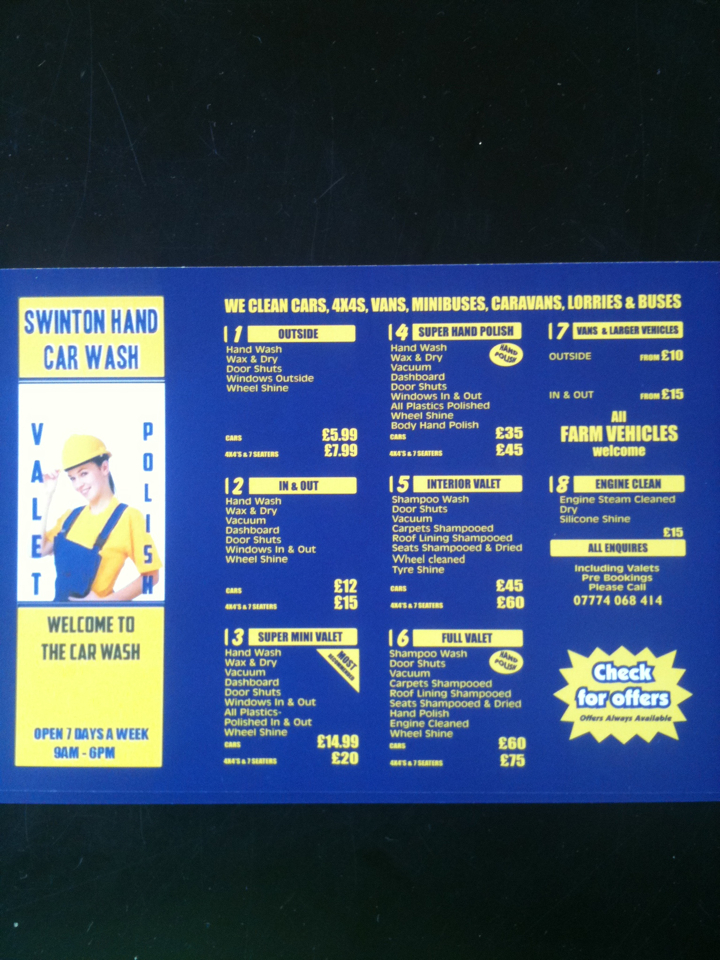 SWINTON HAND
CAR WASH
VALET
POLISH
WELCOME TO
THE CAR WASH
OPEN 7 DAYS A WEEK
9AM - 6PM
WE CLEAN CARS, 4X4S, VANS, MINIBUSES, CARAVANS, LORRIES & BUSES
1 OUTSIDE
Hand Wash
Wax & Dry
Door Shuts
Windows Outside
Wheel Shine
CARS £5.99
4X4'S & 7 SEATERS £7.99
2 IN & OUT
Hand Wash
Wax & Dry
Vacuum
Dashboard
Door Shuts
Windows In & Out
Wheel Shine
CARS £12
4X4'S & 7 SEATERS £15
3 SUPER MINI VALET
MOST
RECOMMENDED
Hand Wash
Wax & Dry
Vacuum
Dashboard
Door Shuts
Windows In & Out
All Plastics-
Polished In & Out
Wheel Shine
CARS £14.99
4X4'S & 7 SEATERS £20
4 SUPER HAND POLISH
HAND
POLISH
Hand Wash
Wax & Dry
Vacuum
Dashboard
Door Shuts
Windows In & Out
All Plastics Polished
Wheel Shine
Body Hand Polish
CARS £35
4X4'S & 7 SEATERS £45
5 INTERIOR VALET
Shampoo Wash
Door Shuts
Vacuum
Carpets Shampooed
Roof Lining Shampooed
Seats Shampooed & Dried
Wheel cleaned
Tyre Shine
CARS £45
4X4'S & 7 SEATERS £60
6 FULL VALET
HAND
POLISH
Shampoo Wash
Door Shuts
Vacuum
Carpets Shampooed
Roof Lining Shampooed
Seats Shampooed & Dried
Hand Polish
Engine Cleaned
Wheel Shine
CARS £60
4X4'S & 7 SEATERS £75
7 VANS & LARGER VEHICLES
OUTSIDE FROM £10
IN & OUT FROM £15
All
FARM VEHICLES
welcome
8 ENGINE CLEAN
Engine Steam Cleaned
Dry
Silicone Shine
£15
ALL ENQUIRES
Including Valets
Pre Bookings
Please Call
07774 068 414
Check
for offers
Offers Always Available